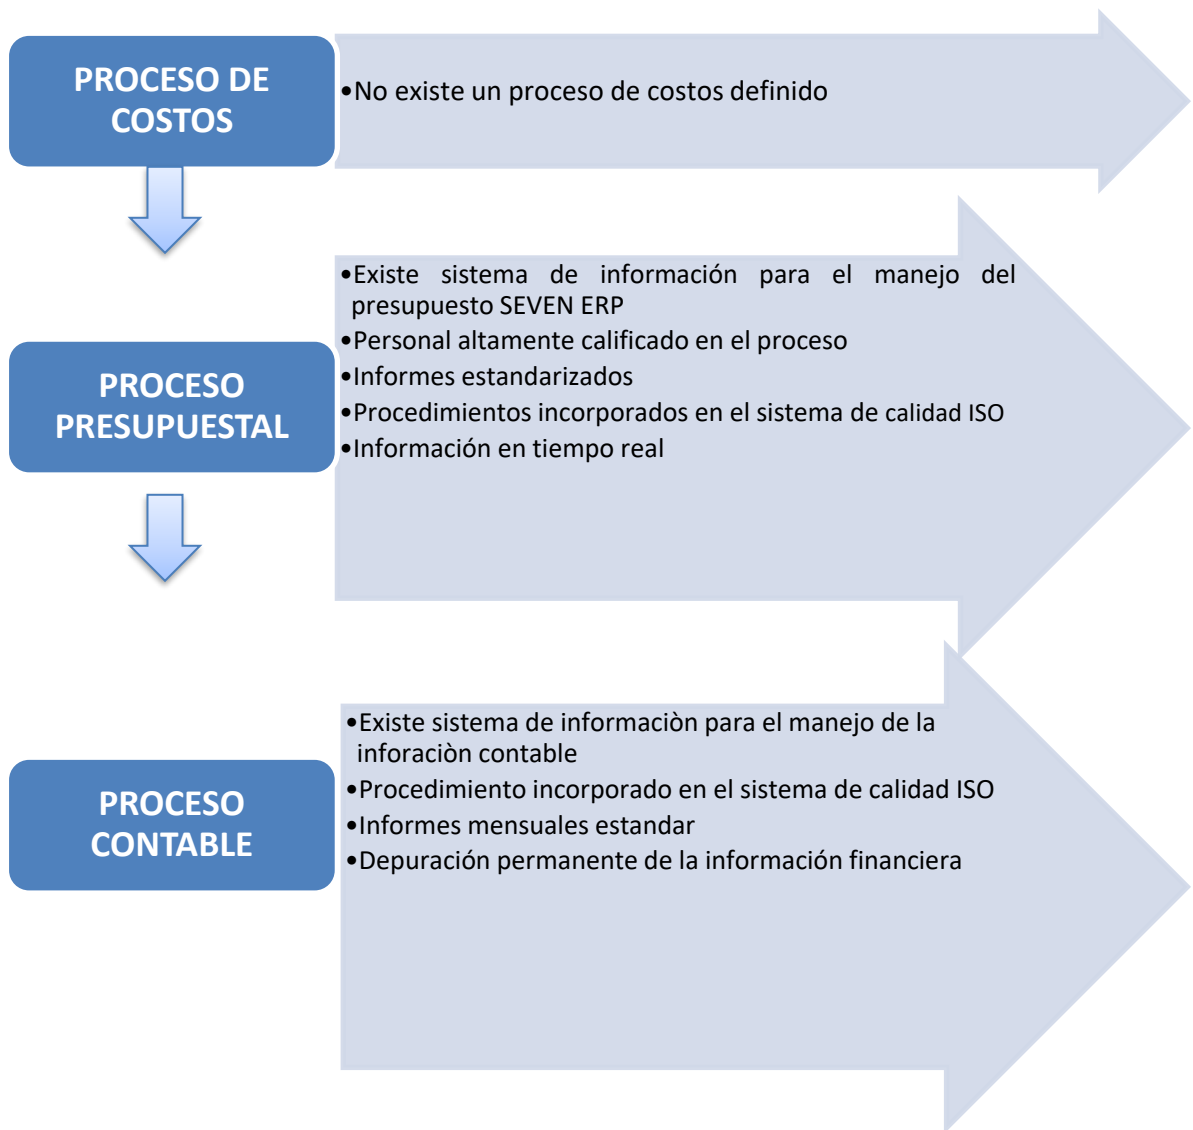 PROCESO DE
COSTOS
•No existe un proceso de costos definido
PROCESO
PRESUPUESTAL
•Existe sistema de información para el manejo del
presupuesto SEVEN ERP
•Personal altamente calificado en el proceso
•Informes estandarizados
•Procedimientos incorporados en el sistema de calidad ISO
•Información en tiempo real
PROCESO
CONTABLE
•Existe sistema de informaciòn para el manejo de la
inforaciòn contable
•Procedimiento incorporado en el sistema de calidad ISO
•Informes mensuales estandar
•Depuración permanente de la información financiera